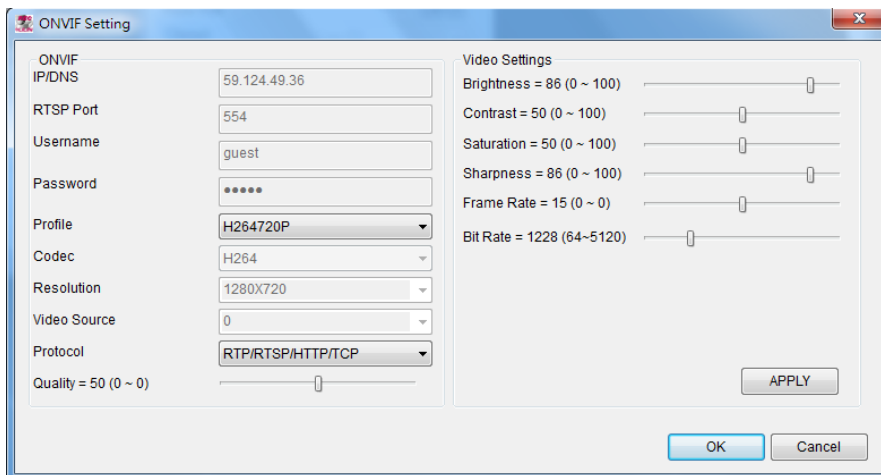 ONVIF Setting
ONVIF
IP/DNS
59.124.49.36
RTSP Port
554
Username
guest
Password
•••••
Profile
H264720P
Codec
H264
Resolution
1280X720
Video Source
0
Protocol
RTP/RTSP/HTTP/TCP
Quality = 50 (0 ~ 0)
Video Settings
Brightness = 86 (0 ~ 100)
Contrast = 50 (0 ~ 100)
Saturation = 50 (0 ~ 100)
Sharpness = 86 (0 ~ 100)
Frame Rate = 15 (0 ~ 0)
Bit Rate = 1228 (64~5120)
APPLY
OK
Cancel